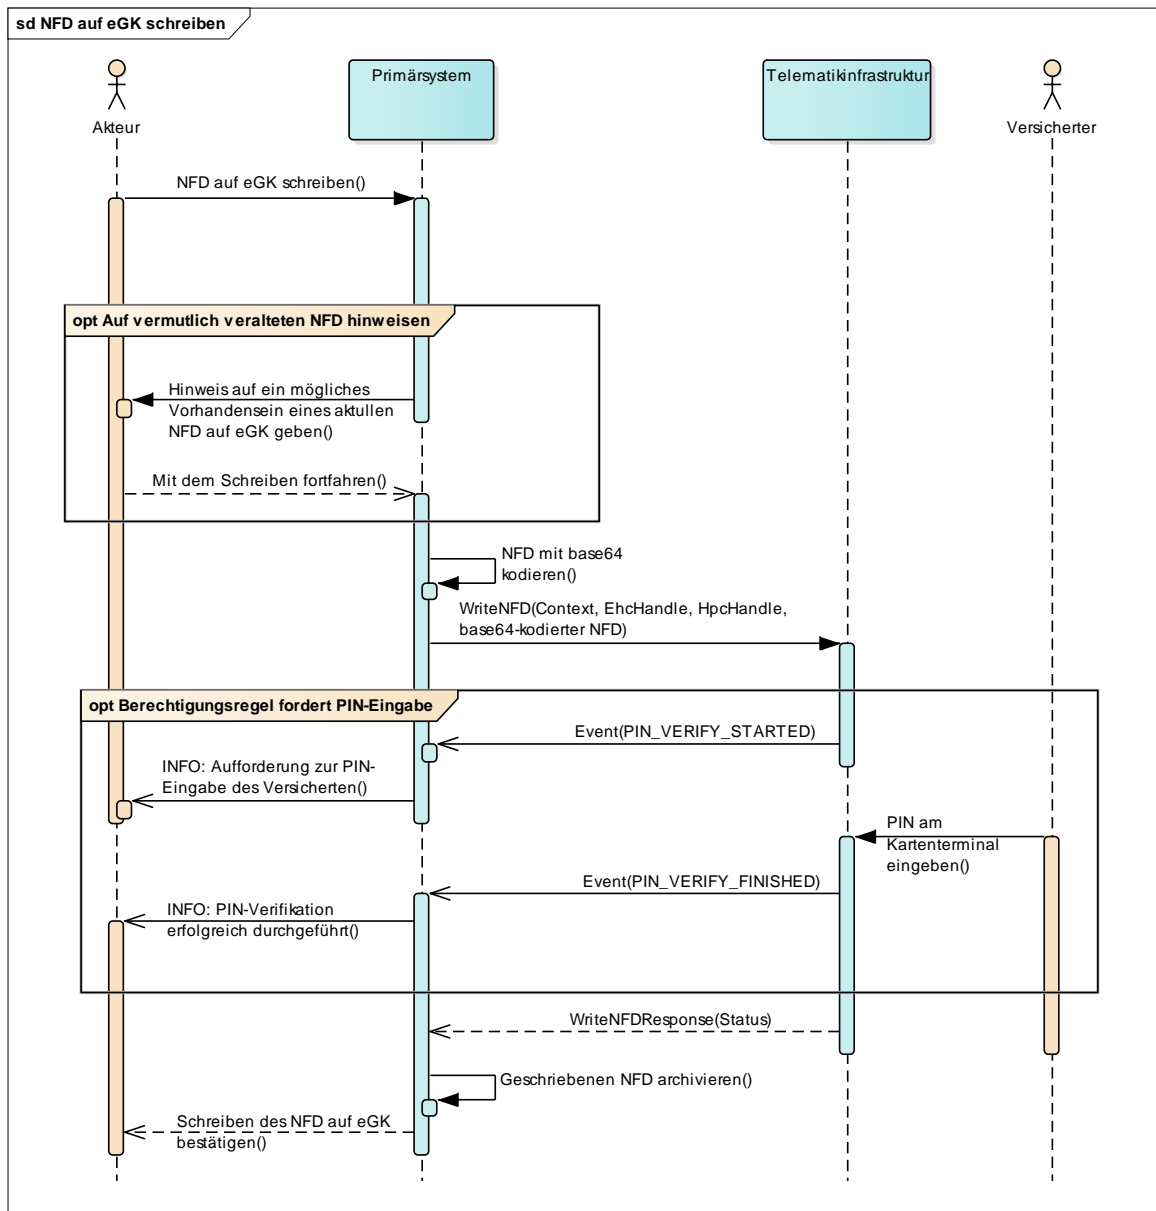 sd NFD auf eGK schreiben
Akteur
Primärsystem
Telematikinfrastruktur
Versicherter
NFD auf eGK schreiben()
opt Auf vermutlich veralteten NFD hinweisen
Hinweis auf ein mögliches
Vorhandensein eines aktullen
NFD auf eGK geben()
Mit dem Schreiben fortfahren()
NFD mit base64
kodieren()
WriteNFD(Context, EhcHandle, HpcHandle,
base64-kodierter NFD)
opt Berechtigungsregel fordert PIN-Eingabe
Event(PIN_VERIFY_STARTED)
INFO: Aufforderung zur PIN-
Eingabe des Versicherten()
PIN am
Kartenterminal
eingeben()
Event(PIN_VERIFY_FINISHED)
INFO: PIN-Verifikation
erfolgreich durchgeführt()
WriteNFDResponse(Status)
Geschriebenen NFD archivieren()
Schreiben des NFD auf eGK
bestätigen()